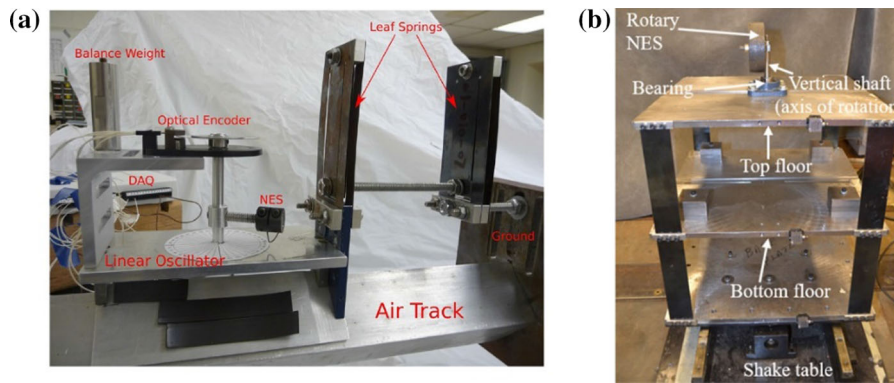 (a)
Leaf Springs
Balance Weight
Optical Encoder
DAQ
NES
Linear Oscillator
Ground
Air Track
(b)
Rotary
NES
Bearing
Vertical shaft
(axis of rotation
Top floor
Bottom floor
Shake table